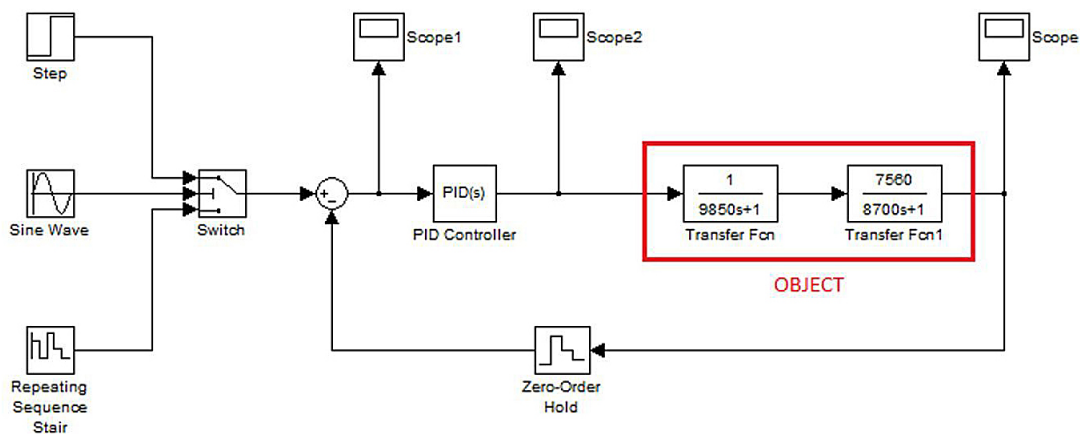 Step
Scope1
Scope2
Scope
Sine Wave
Switch
+
−
PID(s)
PID Controller
1
9850s+1
Transfer Fcn
7560
8700s+1
Transfer Fcn1
OBJECT
Repeating
Sequence
Stair
Zero-Order
Hold